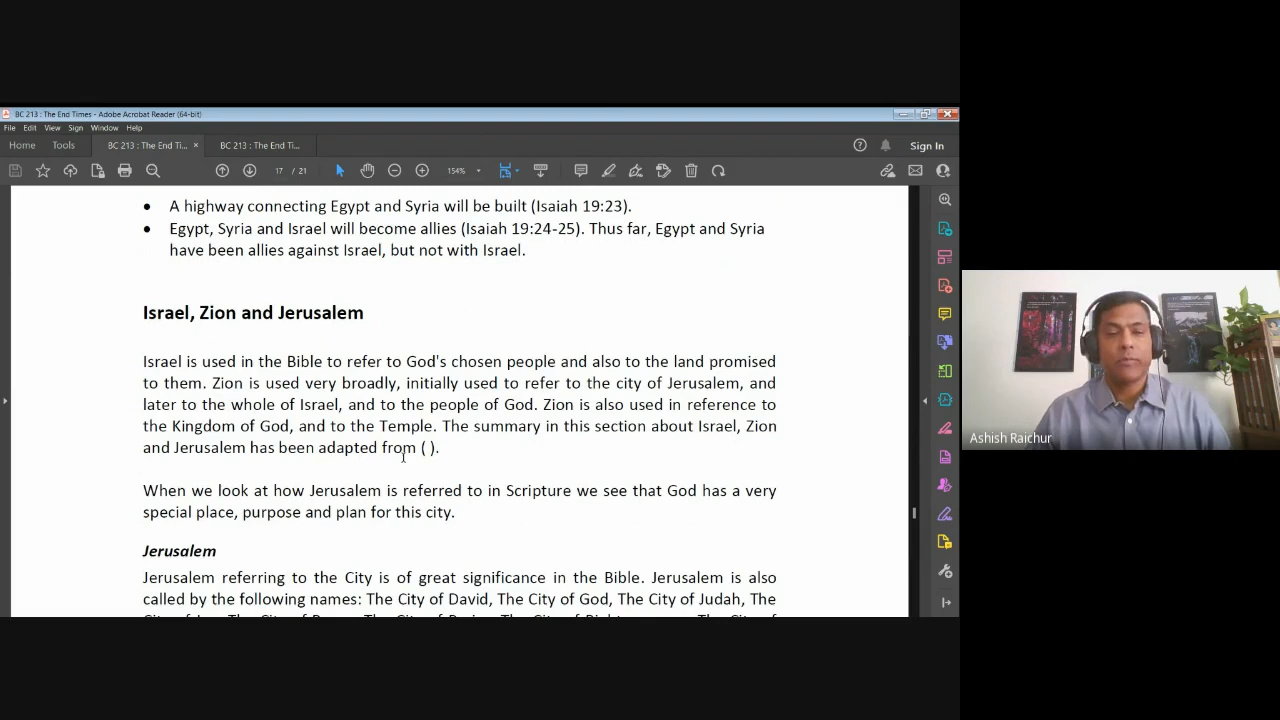 BC 213 : The End Times - Adobe Acrobat Reader (64-bit)
File Edit View Sign Window Help
Home Tools BC 213 : The End Ti... × BC 213 : The End Ti... Sign In
17 / 21 154%
• A highway connecting Egypt and Syria will be built (Isaiah 19:23).
• Egypt, Syria and Israel will become allies (Isaiah 19:24-25). Thus far, Egypt and Syria
have been allies against Israel, but not with Israel.
Israel, Zion and Jerusalem
Israel is used in the Bible to refer to God's chosen people and also to the land promised
to them. Zion is used very broadly, initially used to refer to the city of Jerusalem, and
later to the whole of Israel, and to the people of God. Zion is also used in reference to
the Kingdom of God, and to the Temple. The summary in this section about Israel, Zion
and Jerusalem has been adapted from ( ).
When we look at how Jerusalem is referred to in Scripture we see that God has a very
special place, purpose and plan for this city.
Jerusalem
Jerusalem referring to the City is of great significance in the Bible. Jerusalem is also
called by the following names: The City of David, The City of God, The City of Judah, The
Ashish Raichur